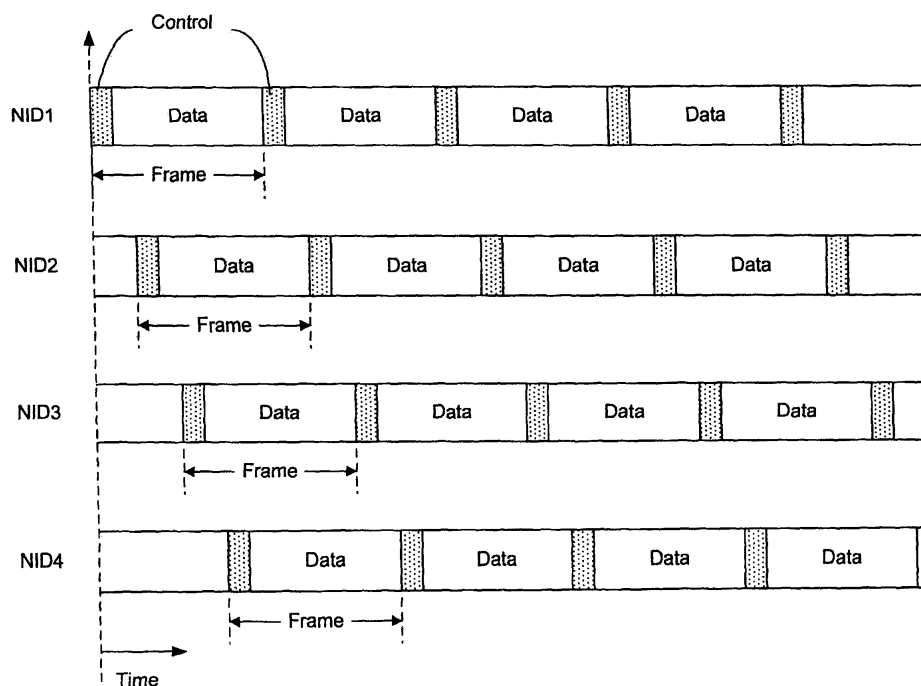 Control
NID1 Data Data Data Data
Frame
NID2 Data Data Data Data
Frame
NID3 Data Data Data Data
Frame
NID4 Data Data Data Data
Frame
Time